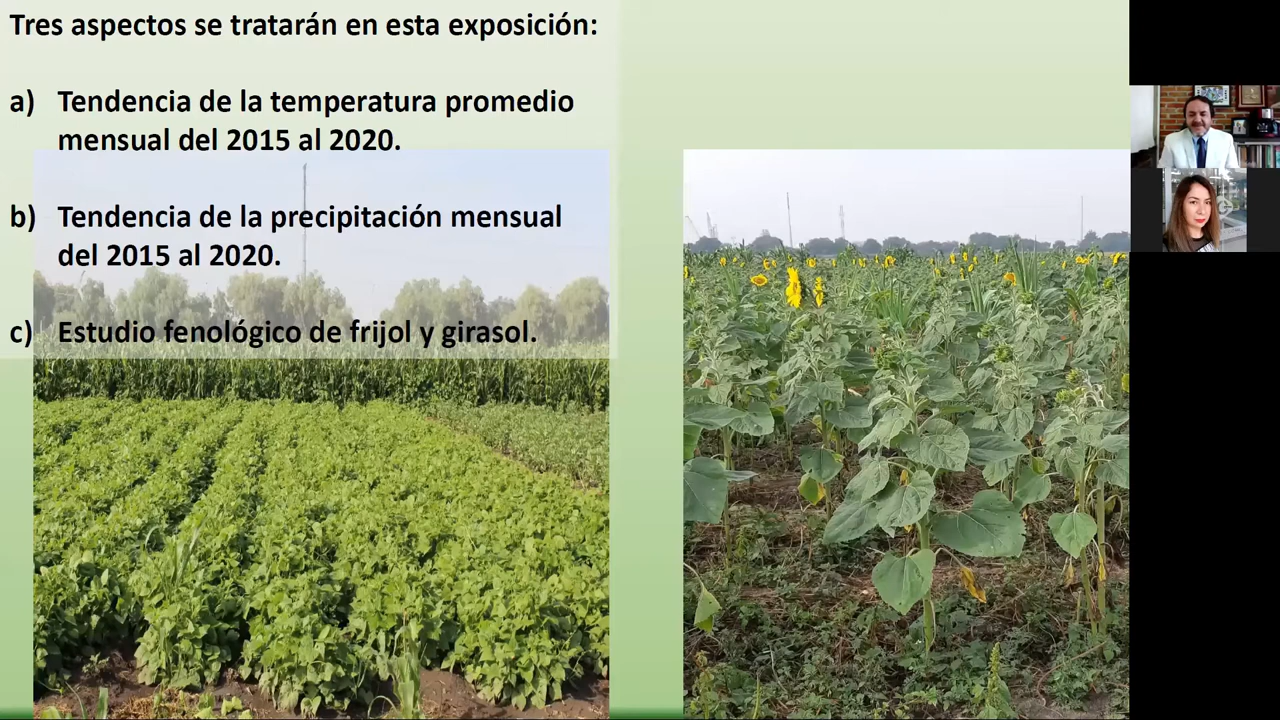 Tres aspectos se tratarán en esta exposición:
a) Tendencia de la temperatura promedio
mensual del 2015 al 2020.
b) Tendencia de la precipitación mensual
del 2015 al 2020.
c) Estudio fenológico de frijol y girasol.